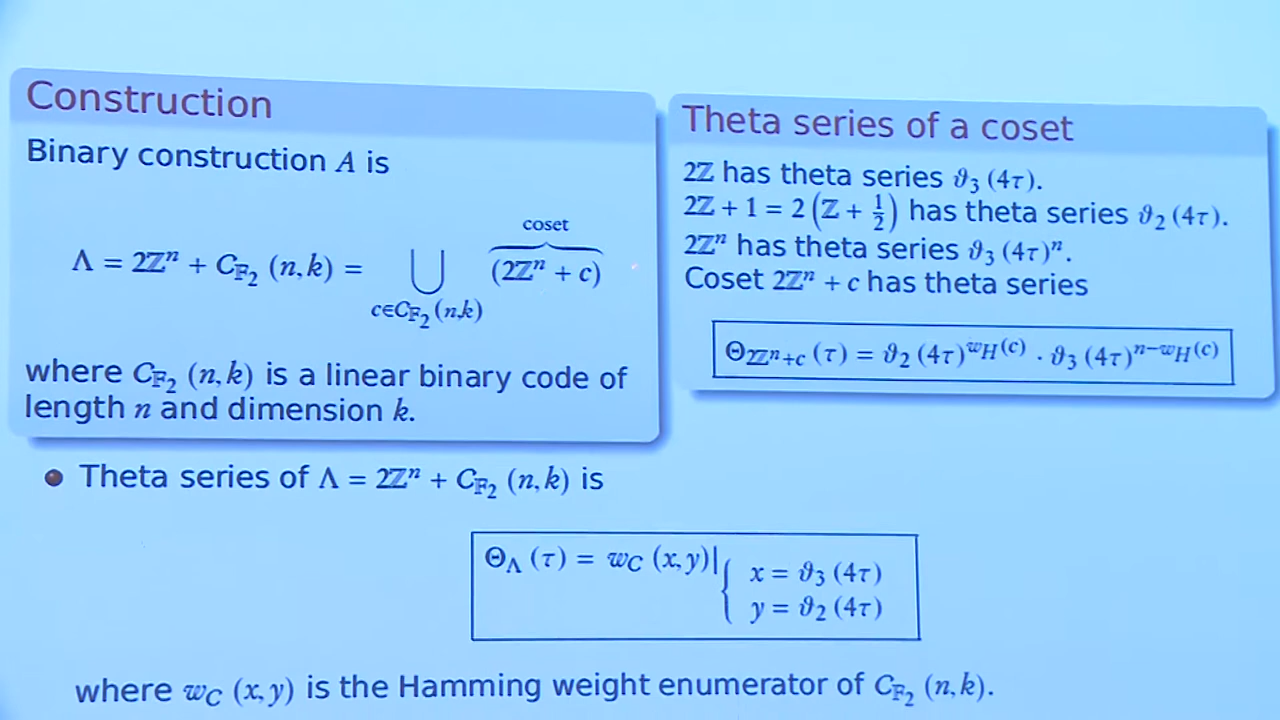 Construction
Binary construction A is
coset
Λ = 2ℤⁿ + C_𝔽₂ (n, k) = ⋃_{c∈C_𝔽₂(n,k)} (2ℤⁿ + c)
where C_𝔽₂ (n, k) is a linear binary code of
length n and dimension k.
Theta series of a coset
2ℤ has theta series ϑ₃ (4τ).
2ℤ + 1 = 2 (ℤ + 1/2) has theta series ϑ₂ (4τ).
2ℤⁿ has theta series ϑ₃ (4τ)ⁿ.
Coset 2ℤⁿ + c has theta series
Θ_{2ℤⁿ+c} (τ) = ϑ₂ (4τ)^{w_H(c)} · ϑ₃ (4τ)^{n−w_H(c)}
● Theta series of Λ = 2ℤⁿ + C_𝔽₂ (n, k) is
Θ_Λ (τ) = w_C (x, y)| { x = ϑ₃ (4τ)
y = ϑ₂ (4τ)
where w_C (x, y) is the Hamming weight enumerator of C_𝔽₂ (n, k).